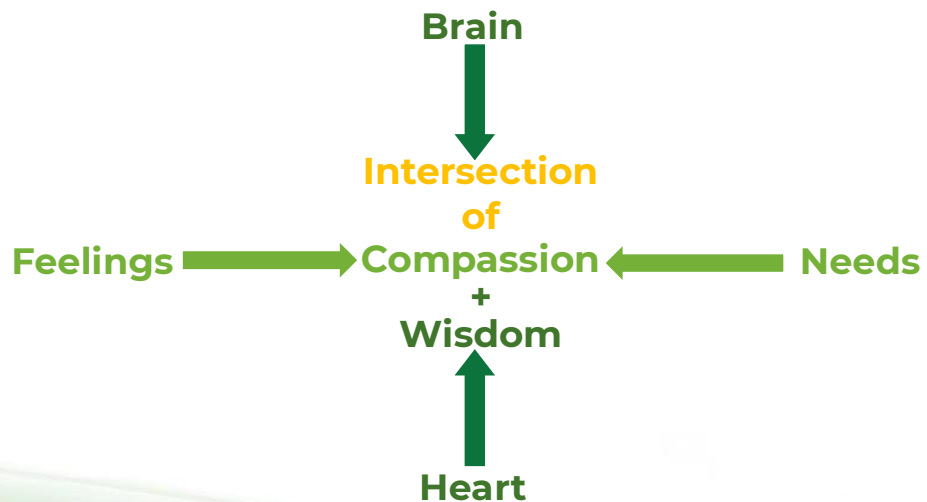 Brain
Intersection
of
Feelings Compassion Needs
+
Wisdom
Heart